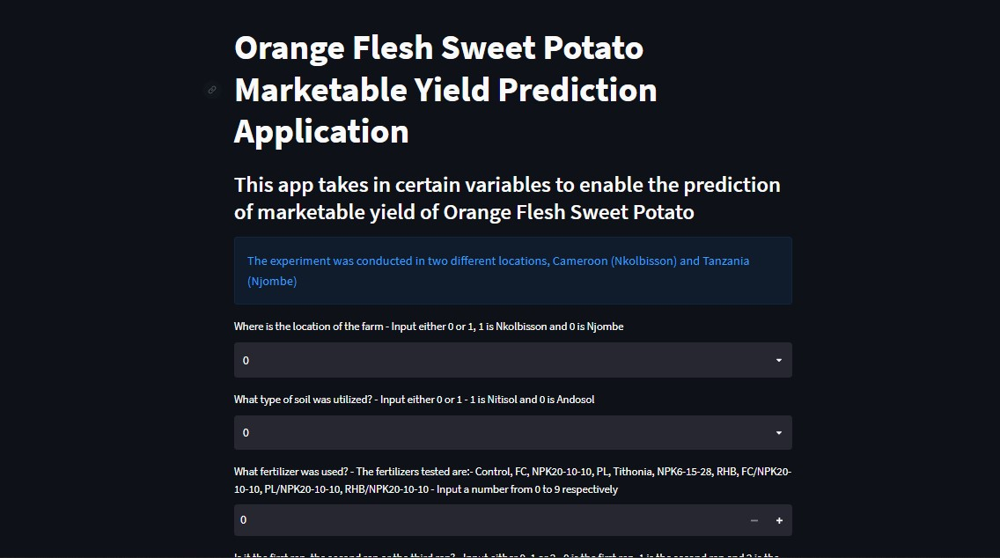 Orange Flesh Sweet Potato
Marketable Yield Prediction
Application
This app takes in certain variables to enable the prediction
of marketable yield of Orange Flesh Sweet Potato
The experiment was conducted in two different locations, Cameroon (Nkolbisson) and Tanzania
(Njombe)
Where is the location of the farm - Input either 0 or 1, 1 is Nkolbisson and 0 is Njombe
0
What type of soil was utilized? - Input either 0 or 1 - 1 is Nitisol and 0 is Andosol
0
What fertilizer was used? - The fertilizers tested are:- Control, FC, NPK20-10-10, PL, Tithonia, NPK6-15-28, RHB, FC/NPK20-
10-10, PL/NPK20-10-10, RHB/NPK20-10-10 - Input a number from 0 to 9 respectively
0